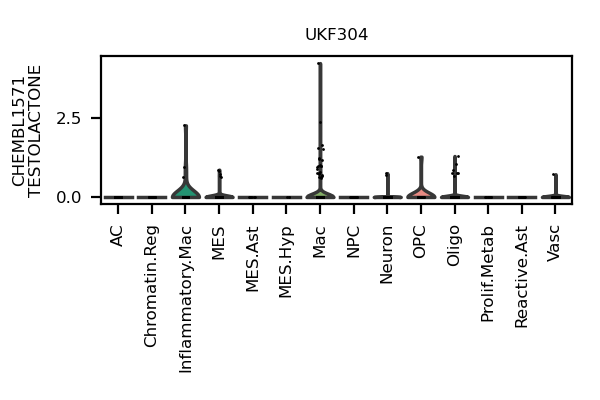 UKF304
CHEMBL1571
TESTOLACTONE
2.5
0.0
AC
Chromatin.Reg
Inflammatory.Mac
MES
MES.Ast
MES.Hyp
Mac
NPC
Neuron
OPC
Oligo
Prolif.Metab
Reactive.Ast
Vasc